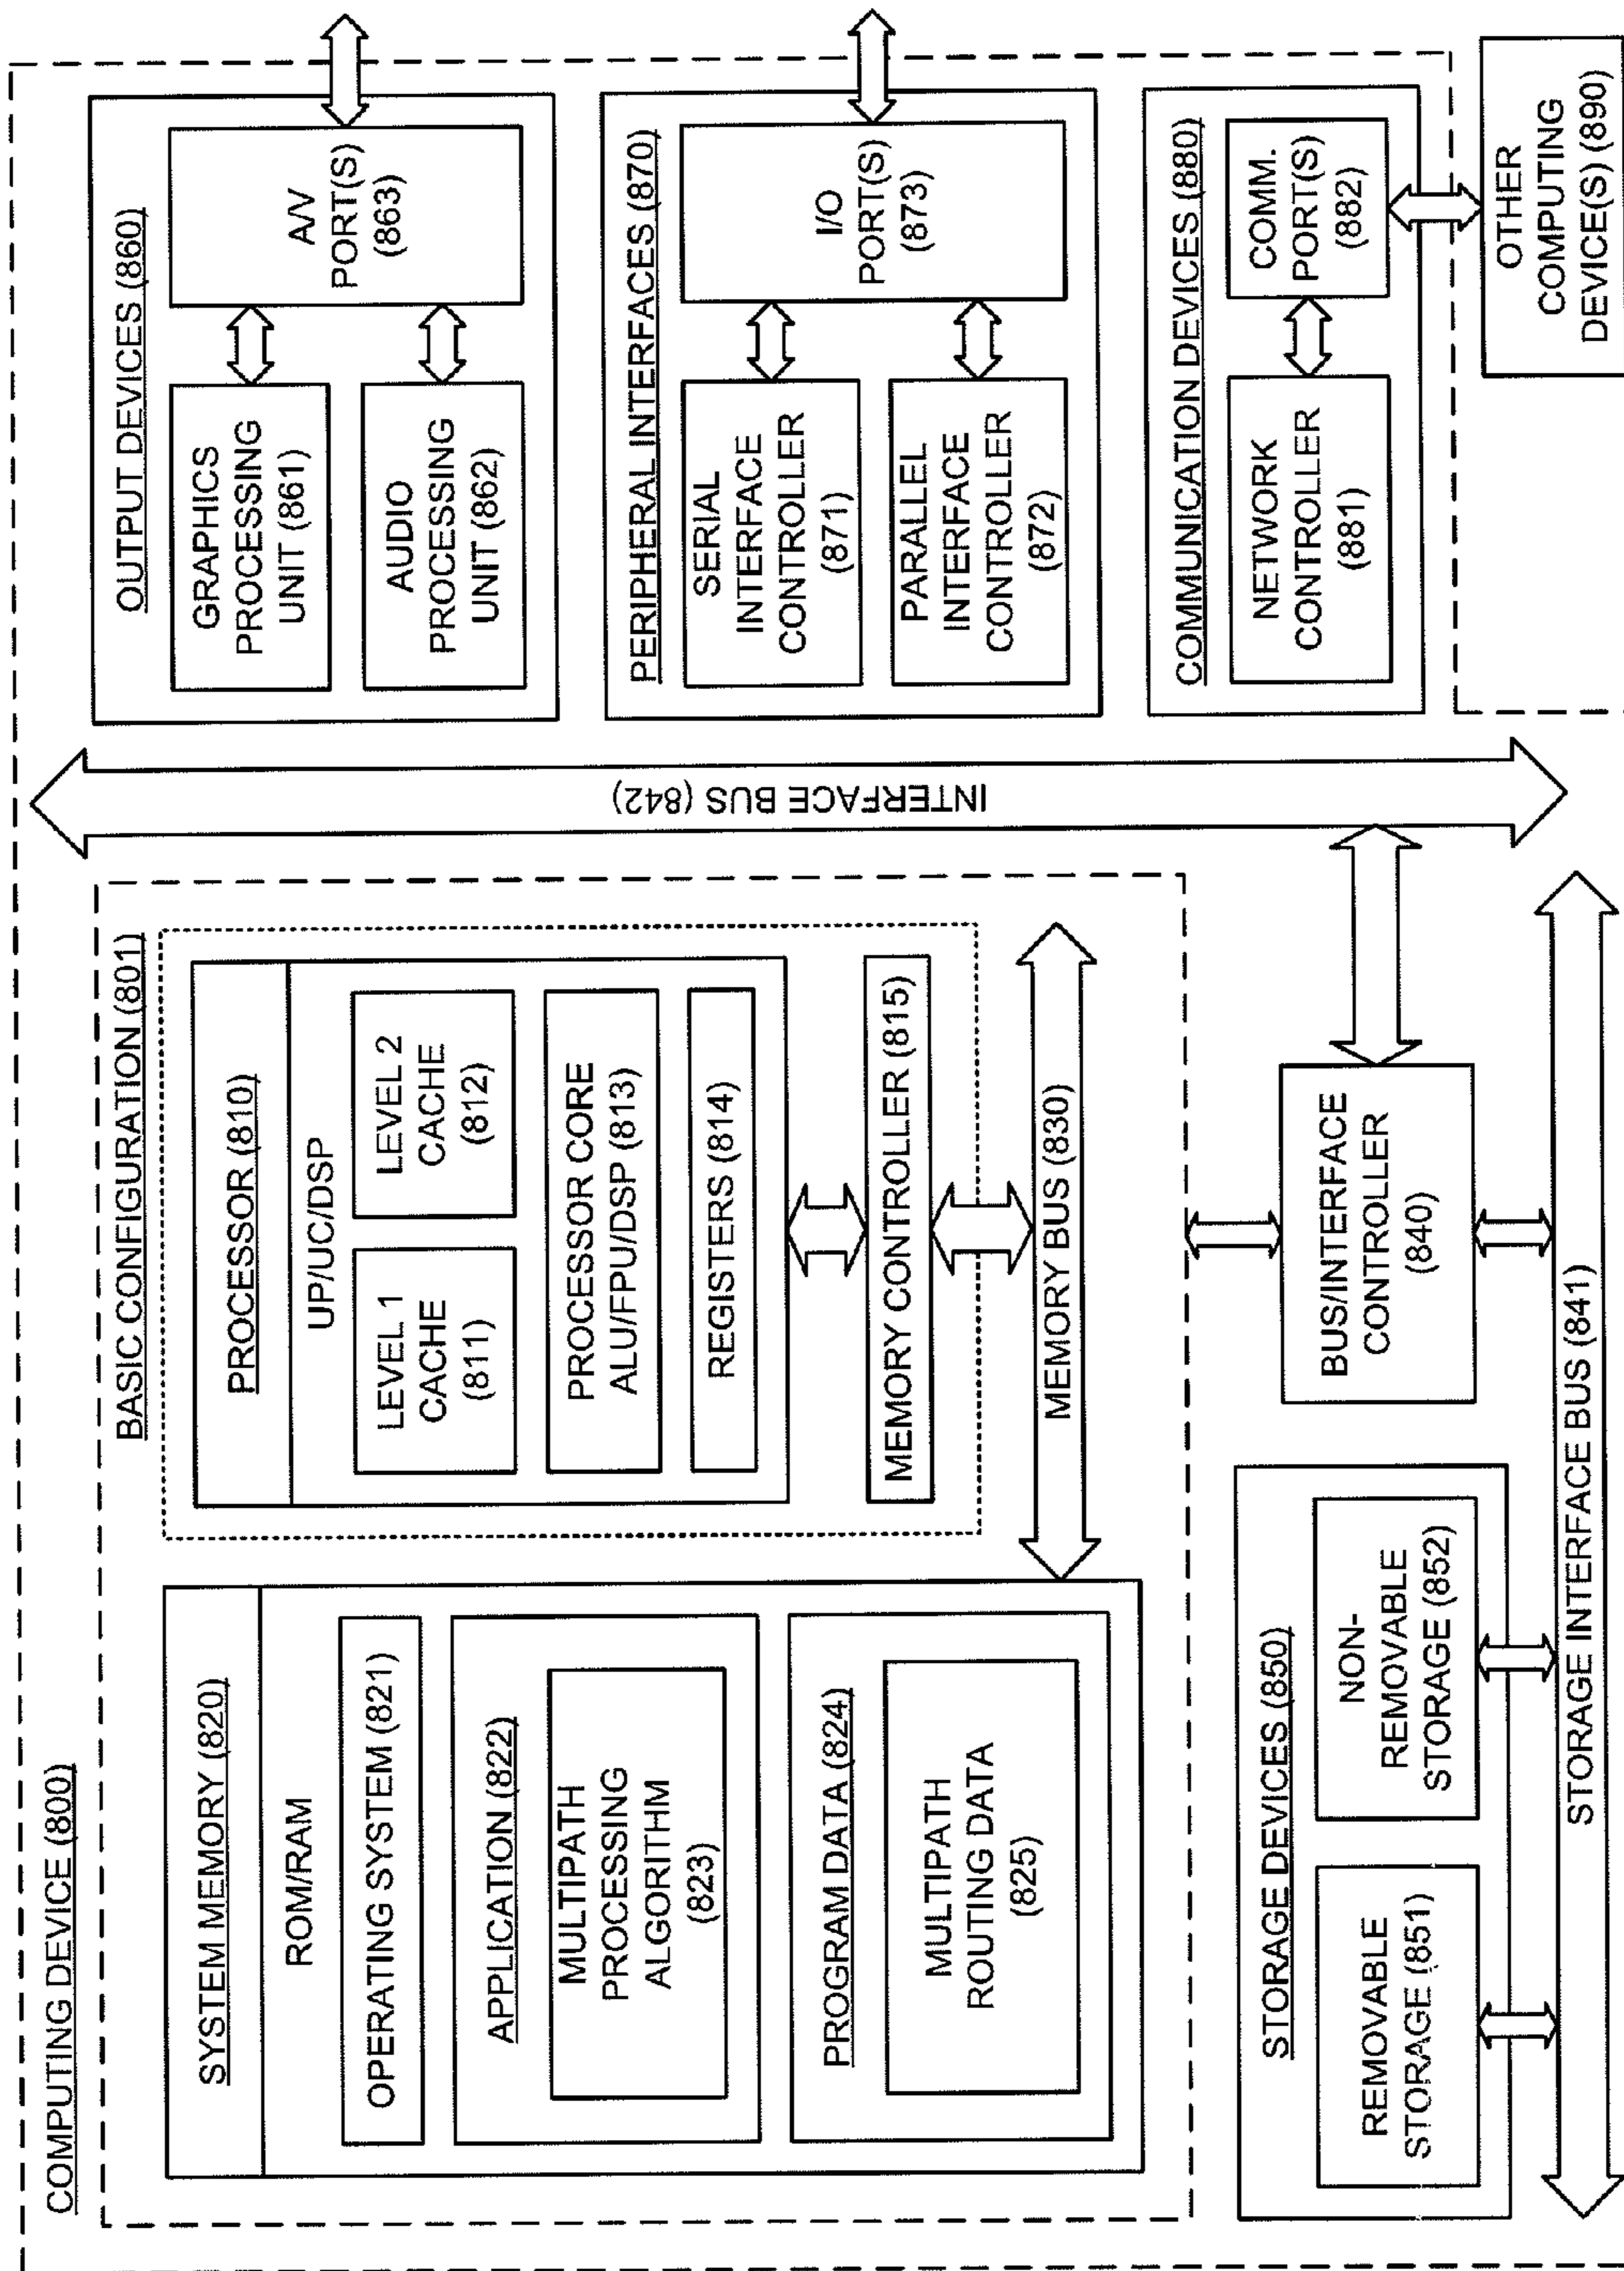 COMPUTING DEVICE (800)
BASIC CONFIGURATION (801)
SYSTEM MEMORY (820)
ROM/RAM
OPERATING SYSTEM (821)
APPLICATION (822)
MULTIPATH
PROCESSING
ALGORITHM
(823)
PROGRAM DATA (824)
MULTIPATH
ROUTING DATA
(825)
PROCESSOR (810)
UP/UC/DSP
LEVEL 1
CACHE
(811)
LEVEL 2
CACHE
(812)
PROCESSOR CORE
ALU/FPU/DSP (813)
REGISTERS (814)
MEMORY CONTROLLER (815)
MEMORY BUS (830)
BUS/INTERFACE
CONTROLLER
(840)
STORAGE DEVICES (850)
REMOVABLE
STORAGE (851)
NON-
REMOVABLE
STORAGE (852)
STORAGE INTERFACE BUS (841)
INTERFACE BUS (842)
OUTPUT DEVICES (860)
GRAPHICS
PROCESSING
UNIT (861)
AUDIO
PROCESSING
UNIT (862)
A/V
PORT(S)
(863)
PERIPHERAL INTERFACES (870)
SERIAL
INTERFACE
CONTROLLER
(871)
PARALLEL
INTERFACE
CONTROLLER
(872)
I/O
PORT(S)
(873)
COMMUNICATION DEVICES (880)
NETWORK
CONTROLLER
(881)
COMM.
PORT(S)
(882)
OTHER
COMPUTING
DEVICE(S) (890)